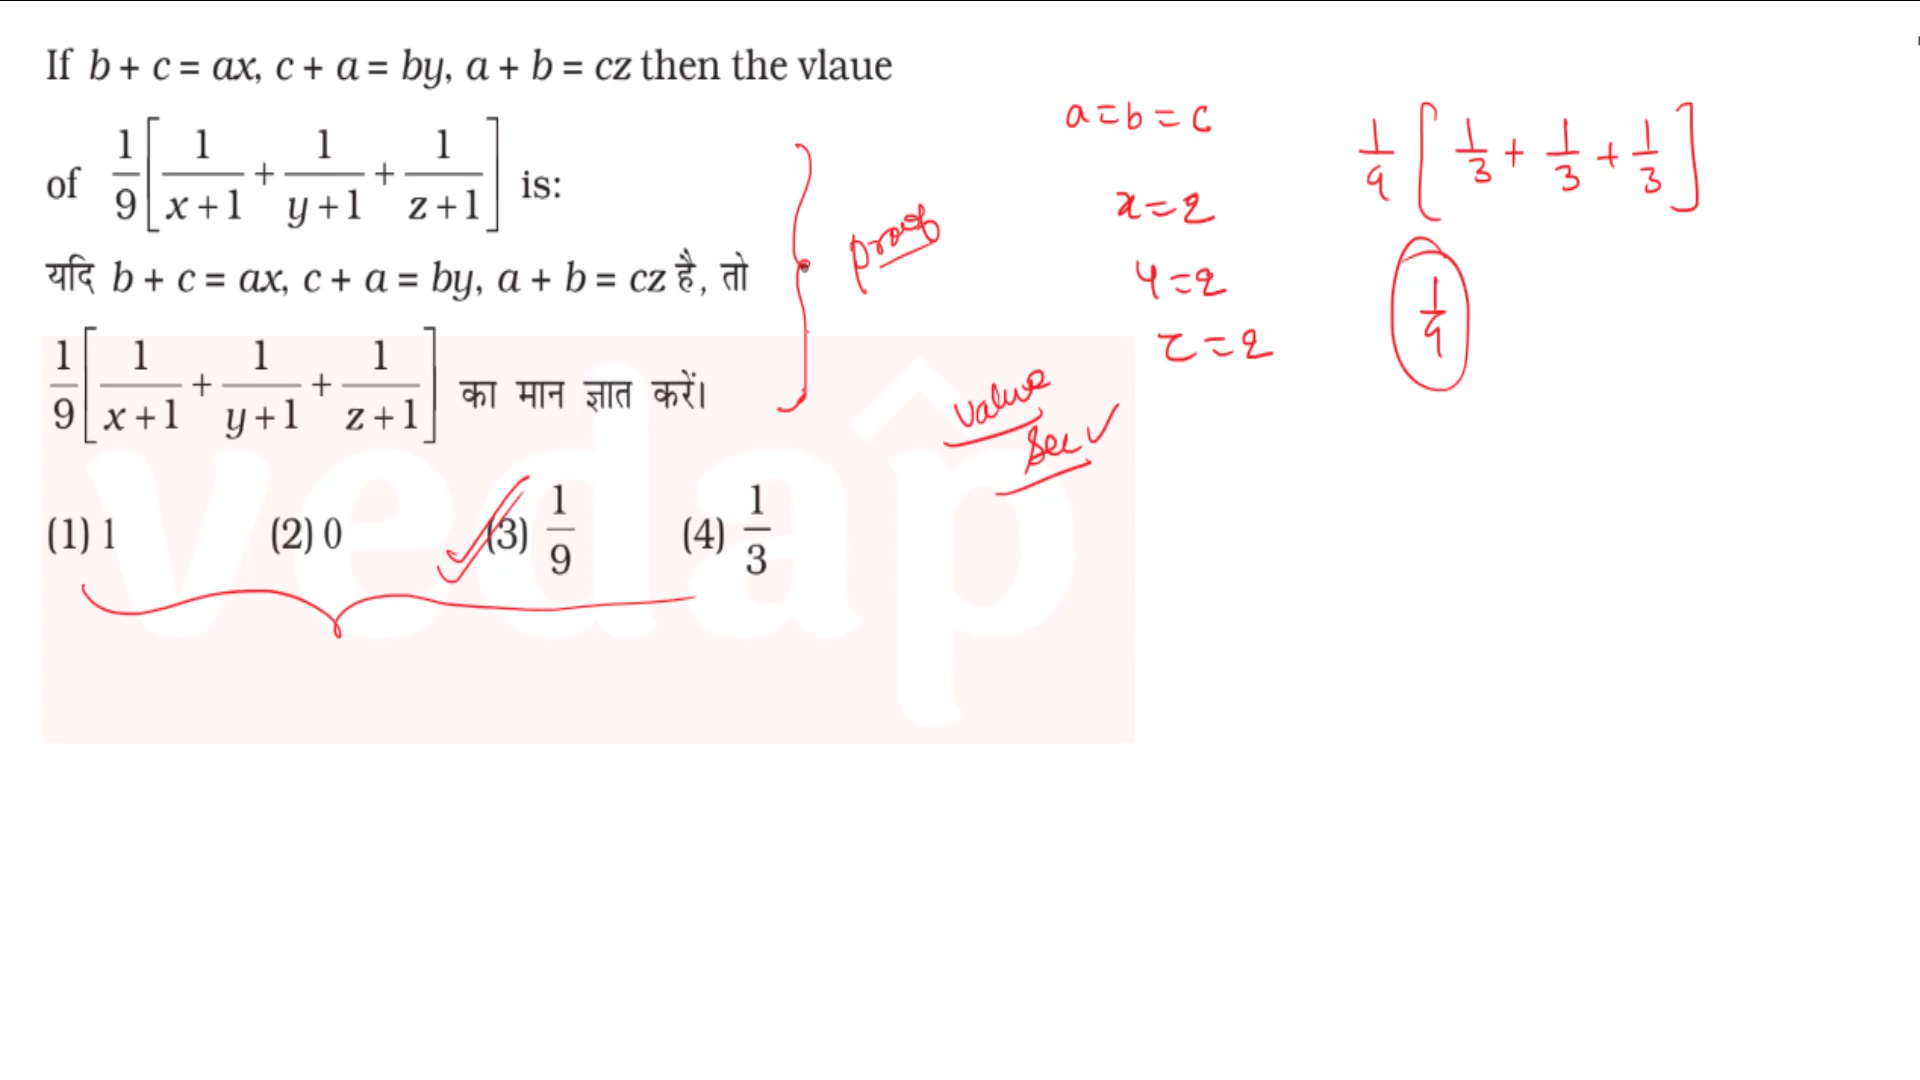 If b + c = ax, c + a = by, a + b = cz then the vlaue
of 1/9 [ 1/(x+1) + 1/(y+1) + 1/(z+1) ] is:
यदि b + c = ax, c + a = by, a + b = cz है, तो
1/9 [ 1/(x+1) + 1/(y+1) + 1/(z+1) ] का मान ज्ञात करें।
(1) 1 (2) 0 (3) 1/9 (4) 1/3
proof
value
sec ✓
a=b=c
x=2
y=2
z=2
1/9 [ 1/3 + 1/3 + 1/3 ]
1/9
vedap